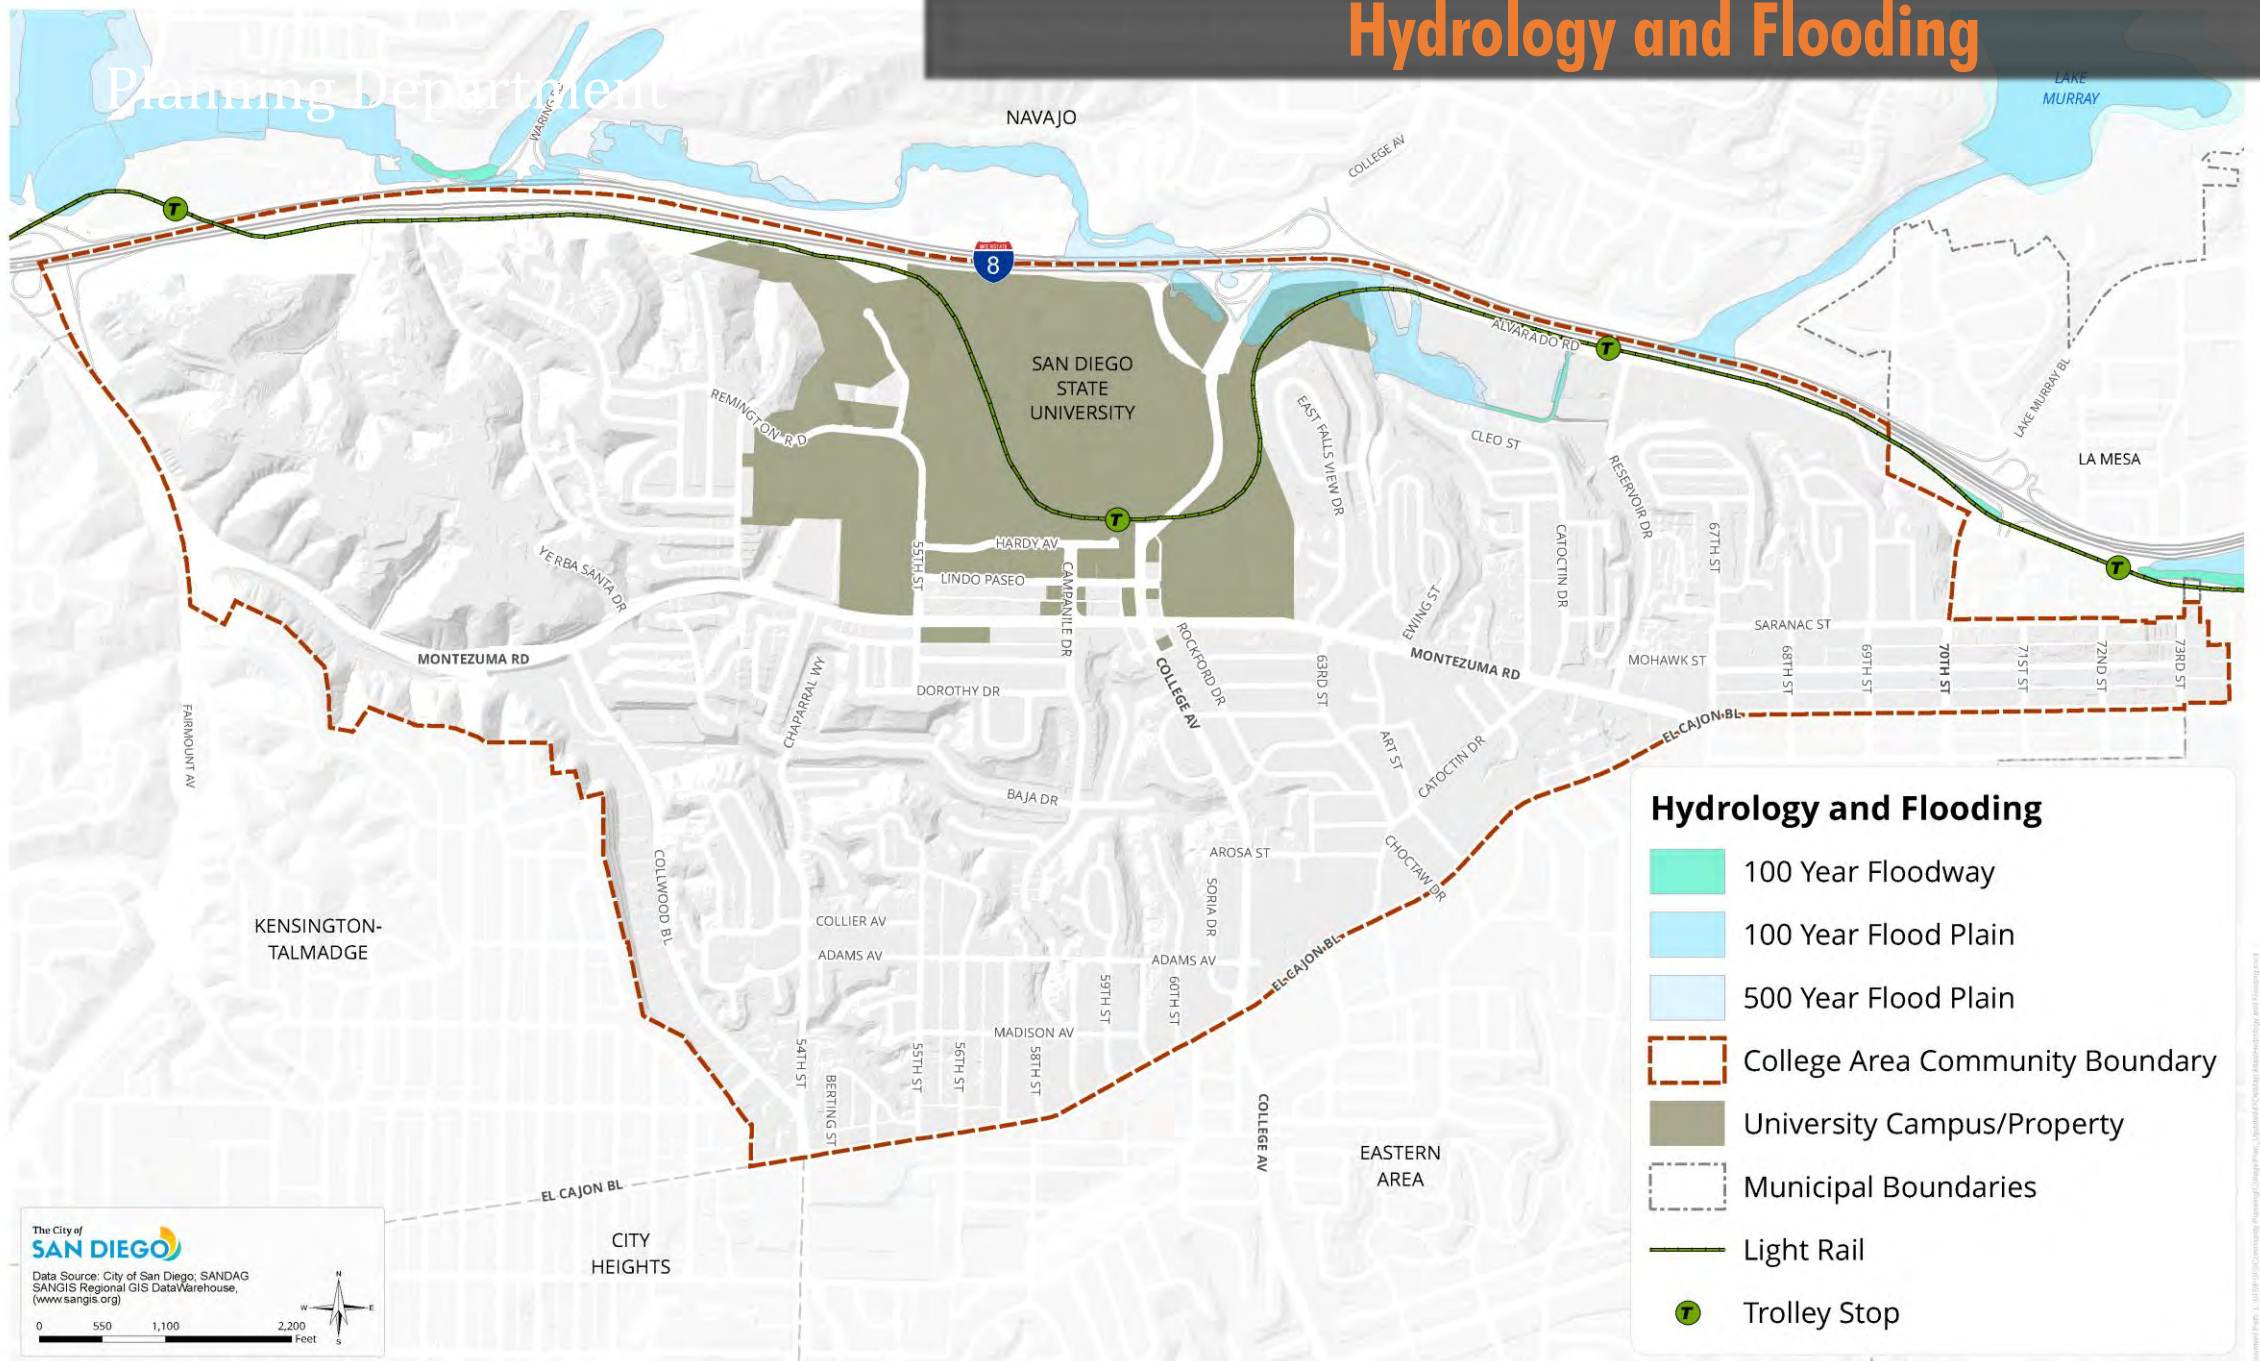 Hydrology and Flooding
Planning Department
LAKE
MURRAY
NAVAJO
WARING
COLLEGE AV
INTERSTATE
8
T
ALVARADO RD
T
SAN DIEGO
STATE
UNIVERSITY
REMINGTON RD
EAST FALLS VIEW DR
CLEO ST
RESERVOIR DR
LAKE MURRAY BL
LA MESA
T
HARDY AV
LINDO PASEO
55TH ST
CAMPANILE DR
YERBA SANTA DR
CATOCTIN DR
67TH ST
T
EWING ST
SARANAC ST
MONTEZUMA RD
MONTEZUMA RD
MOHAWK ST
68TH ST
69TH ST
70TH ST
71ST ST
72ND ST
73RD ST
ROCKFORD DR
COLLEGE AV
63RD ST
DOROTHY DR
CHAPARRAL WY
FAIRMOUNT AV
EL CAJON BL
ART ST
CATOCTIN DR
BAJA DR
AROSA ST
CHOCTAW DR
COLLWOOD BL
SORIA DR
COLLIER AV
ADAMS AV
ADAMS AV
EL CAJON BL
KENSINGTON-
TALMADGE
59TH ST
60TH ST
MADISON AV
54TH ST
BERTING ST
55TH ST
56TH ST
58TH ST
COLLEGE AV
EASTERN
AREA
EL CAJON BL
CITY
HEIGHTS
Hydrology and Flooding
100 Year Floodway
100 Year Flood Plain
500 Year Flood Plain
College Area Community Boundary
University Campus/Property
Municipal Boundaries
Light Rail
T Trolley Stop
The City of
SAN DIEGO
Data Source: City of San Diego; SANDAG
SANGIS Regional GIS DataWarehouse,
(www.sangis.org)
N
W E
S
0 550 1,100 2,200
Feet